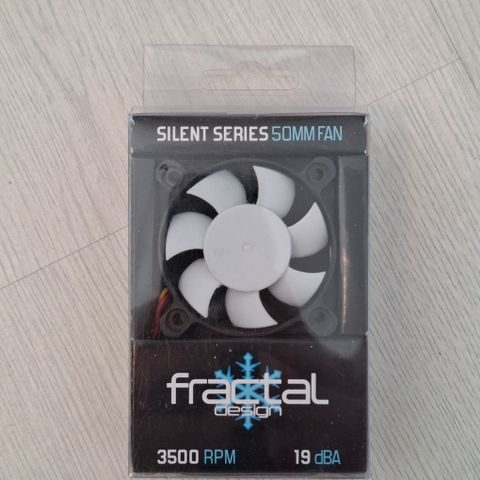 SILENT SERIES 50MM FAN
fractal
design
3500 RPM 19 dBA